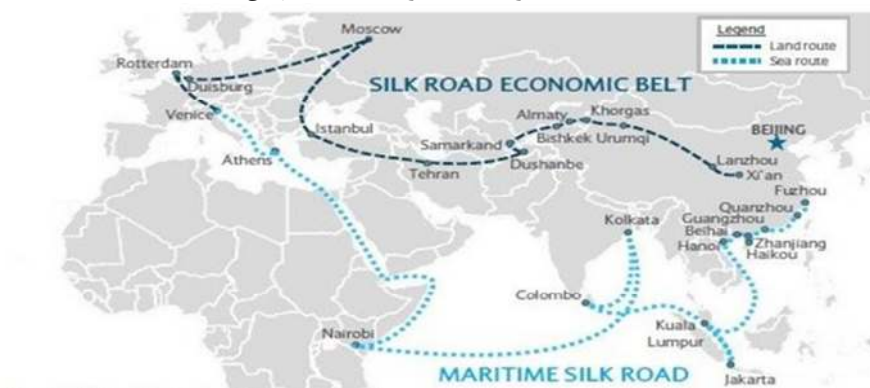 Legend
Land route
Sea route
Moscow
Rotterdam
Duisburg
SILK ROAD ECONOMIC BELT
Venice
Istanbul
Almaty
Khorgas
Samarkand
Bishkek Urumqi
BEIJING
Athens
Tehran
Dushanbe
Lanzhou
Xi'an
Fuzhou
Quanzhou
Kolkata
Guangzhou
Beihai
Hanoi
Zhanjiang
Haikou
Colombo
Kuala
Lumpur
Nairobi
MARITIME SILK ROAD
Jakarta